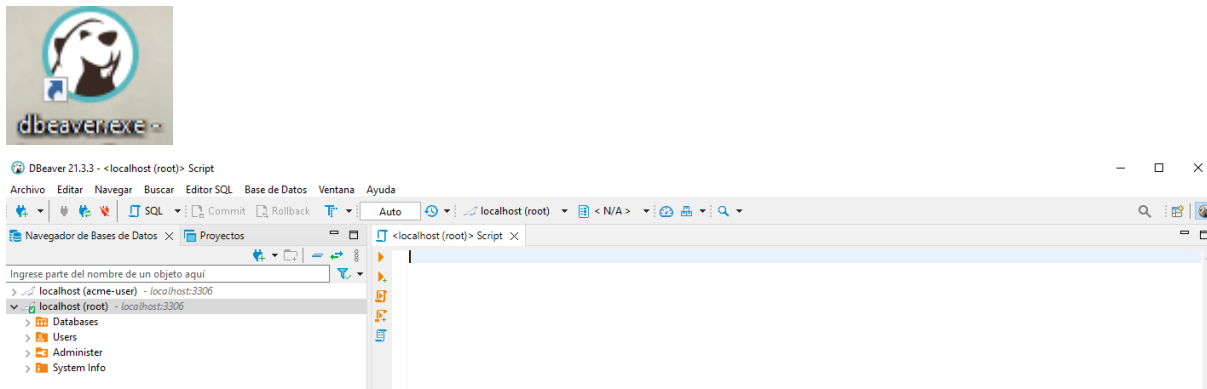 dbeaver.exe -
DBeaver 21.3.3 - <localhost (root)> Script
Archivo Editar Navegar Buscar Editor SQL Base de Datos Ventana Ayuda
SQL Commit Rollback Auto localhost (root) < N/A >
Navegador de Bases de Datos Proyectos <localhost (root)> Script
Ingrese parte del nombre de un objeto aquí
localhost (acme-user) - localhost:3306
localhost (root) - localhost:3306
Databases
Users
Administer
System Info